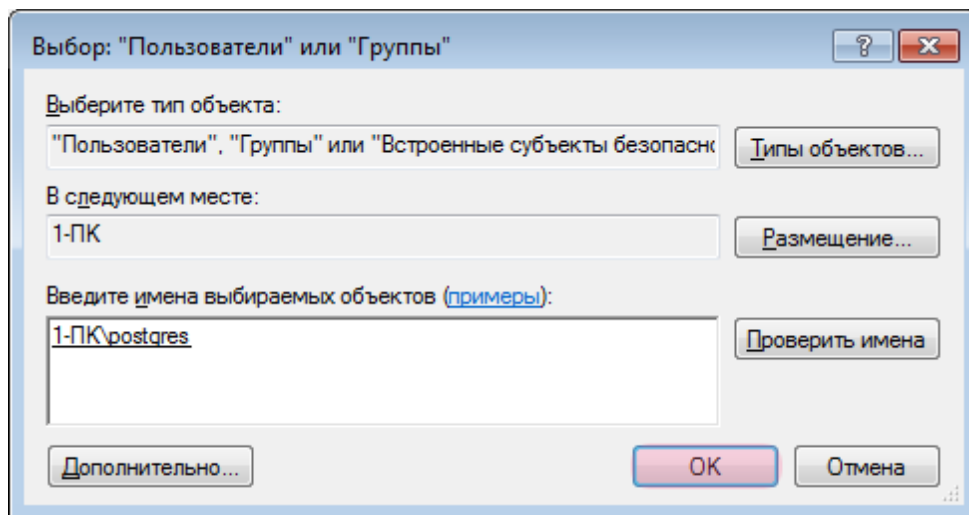 Выбор: "Пользователи" или "Группы"
Выберите тип объекта:
"Пользователи", "Группы" или "Встроенные субъекты безопасно
Типы объектов...
В следующем месте:
1-ПК
Размещение...
Введите имена выбираемых объектов (примеры):
1-ПК\postgres
Проверить имена
Дополнительно...
ОК
Отмена